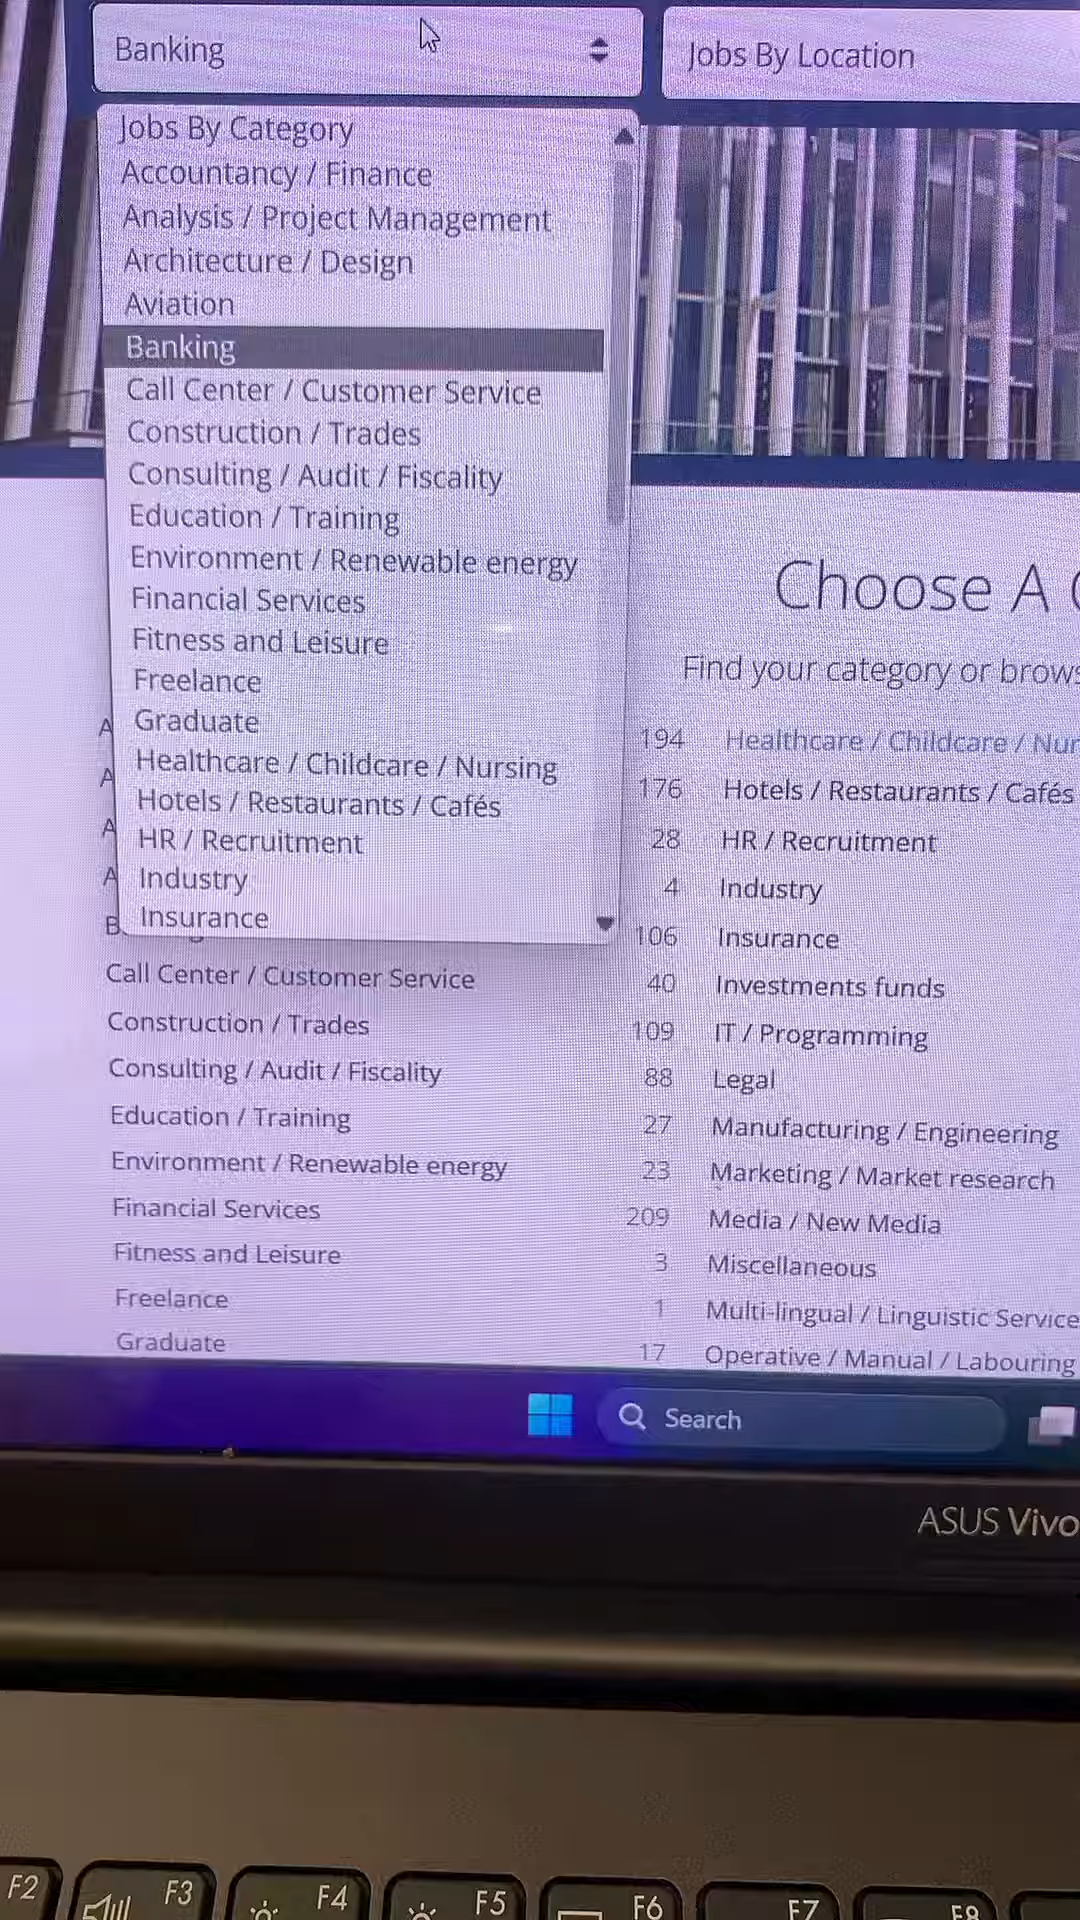 Banking
Jobs By Location
Jobs By Category
Accountancy / Finance
Analysis / Project Management
Architecture / Design
Aviation
Banking
Call Center / Customer Service
Construction / Trades
Consulting / Audit / Fiscality
Education / Training
Environment / Renewable energy
Financial Services
Fitness and Leisure
Freelance
Graduate
Healthcare / Childcare / Nursing
Hotels / Restaurants / Cafés
HR / Recruitment
Industry
Insurance
Choose A
Find your category or brows
A
A
A
A
B
Call Center / Customer Service
Construction / Trades
Consulting / Audit / Fiscality
Education / Training
Environment / Renewable energy
Financial Services
Fitness and Leisure
Freelance
Graduate
194 Healthcare / Childcare / Nur
176 Hotels / Restaurants / Cafés
28 HR / Recruitment
4 Industry
106 Insurance
40 Investments funds
109 IT / Programming
88 Legal
27 Manufacturing / Engineering
23 Marketing / Market research
209 Media / New Media
3 Miscellaneous
1 Multi-lingual / Linguistic Service
17 Operative / Manual / Labouring
Search
ASUS Vivo
F2 F3 F4 F5 F6 F7 F8